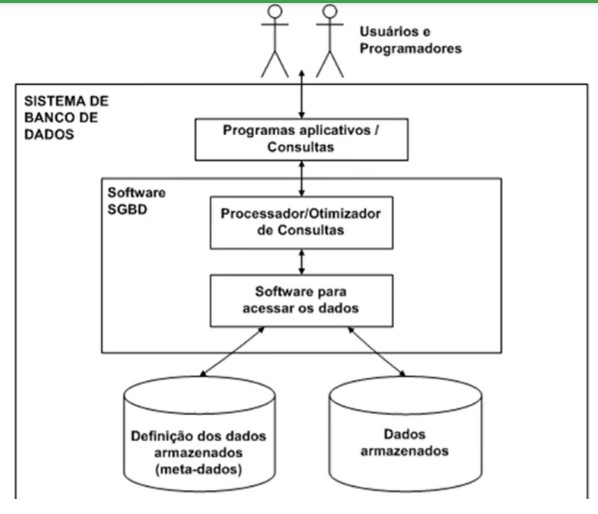 Usuários e
Programadores
SISTEMA DE
BANCO DE
DADOS
Programas aplicativos /
Consultas
Software
SGBD
Processador/Otimizador
de Consultas
Software para
acessar os dados
Definição dos dados
armazenados
(meta-dados)
Dados
armazenados